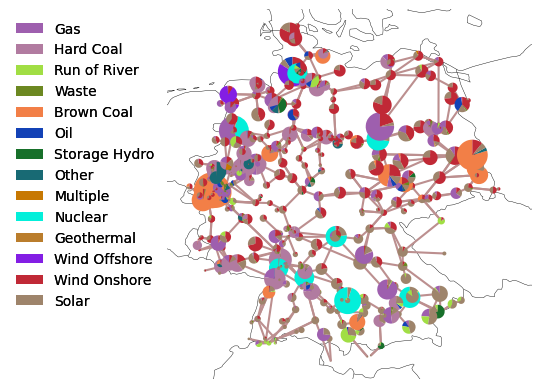 Gas
Hard Coal
Run of River
Waste
Brown Coal
Oil
Storage Hydro
Other
Multiple
Nuclear
Geothermal
Wind Offshore
Wind Onshore
Solar